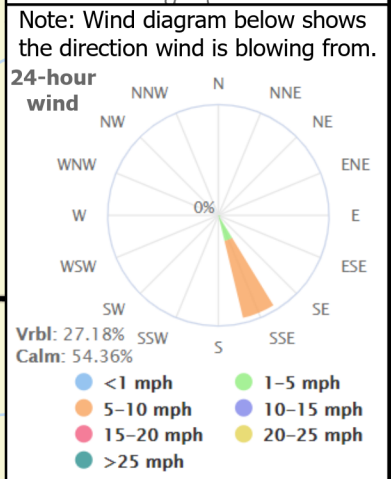 Note: Wind diagram below shows
the direction wind is blowing from.
24-hour
wind
N
NNW
NNE
NW
NE
WNW
ENE
0%
W
E
WSW
ESE
SW
SE
Vrbl: 27.18%
SSW
S
SSE
Calm: 54.36%
<1 mph
1–5 mph
5–10 mph
10–15 mph
15–20 mph
20–25 mph
>25 mph